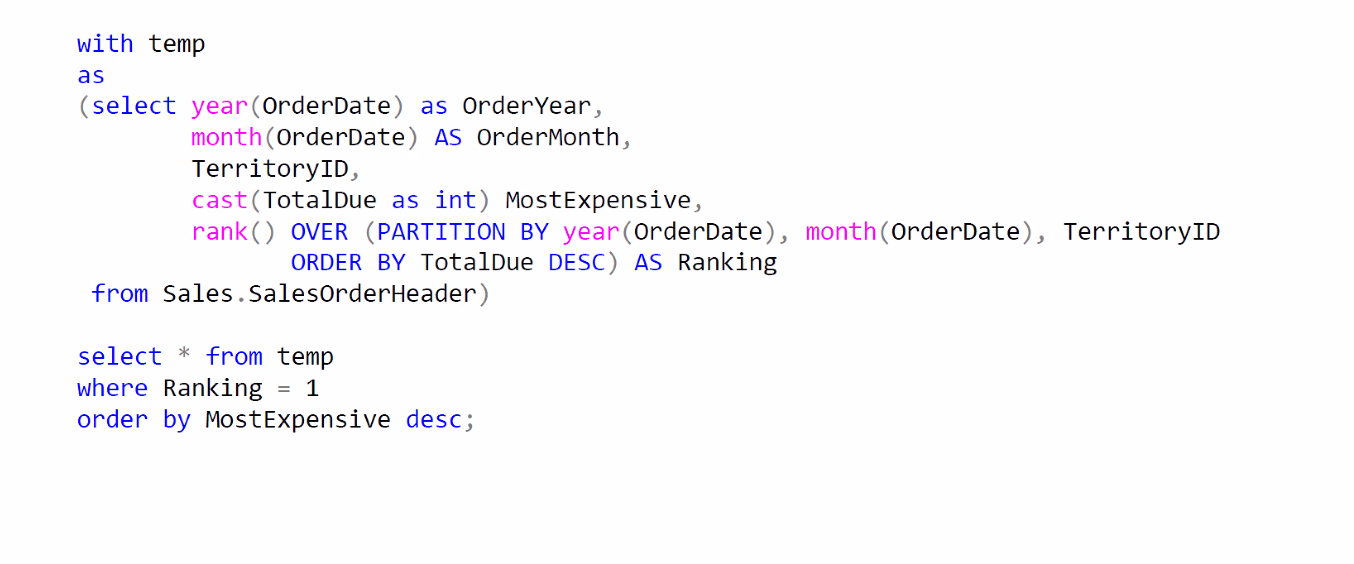 with temp
as
(select year(OrderDate) as OrderYear,
month(OrderDate) AS OrderMonth,
TerritoryID,
cast(TotalDue as int) MostExpensive,
rank() OVER (PARTITION BY year(OrderDate), month(OrderDate), TerritoryID
ORDER BY TotalDue DESC) AS Ranking
from Sales.SalesOrderHeader)
select * from temp
where Ranking = 1
order by MostExpensive desc;